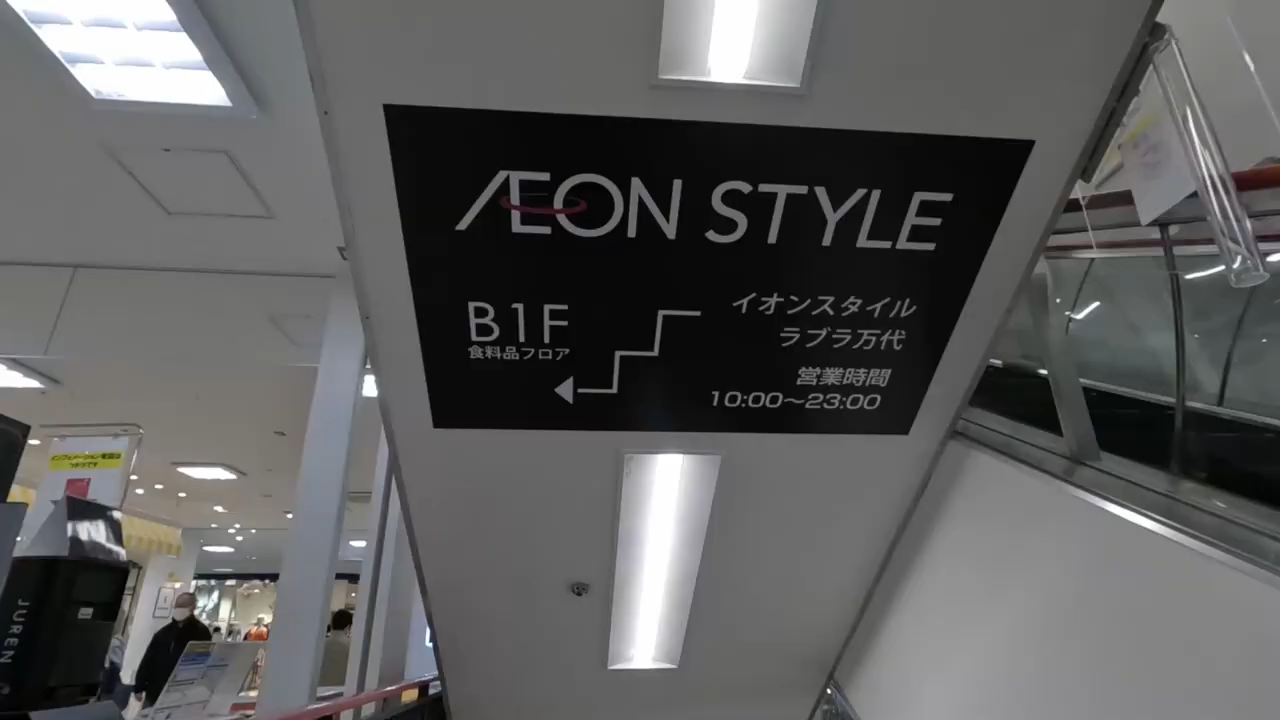 ÆON STYLE
B1F
食料品フロア
イオンスタイル
ラブラ万代
営業時間
10:00〜23:00
JUREN